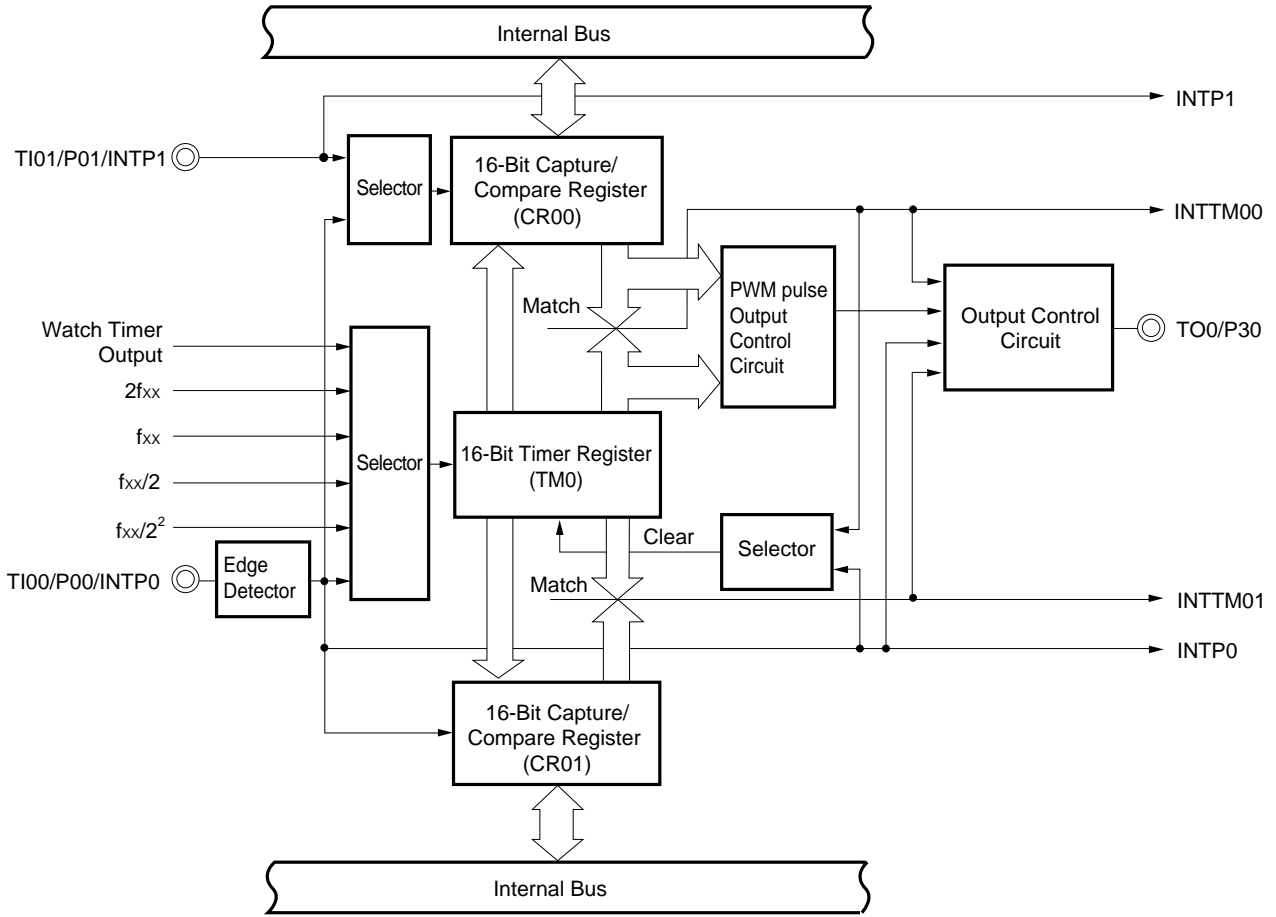 Internal Bus
INTP1
TI01/P01/INTP1
Selector
16-Bit Capture/
Compare Register
(CR00)
INTTM00
Match
PWM pulse
Output
Control
Circuit
Output Control
Circuit
TO0/P30
Watch Timer
Output
2fxx
fxx
fxx/2
fxx/2²
Selector
16-Bit Timer Register
(TM0)
Clear
Selector
TI00/P00/INTP0
Edge
Detector
Match
INTTM01
INTP0
16-Bit Capture/
Compare Register
(CR01)
Internal Bus